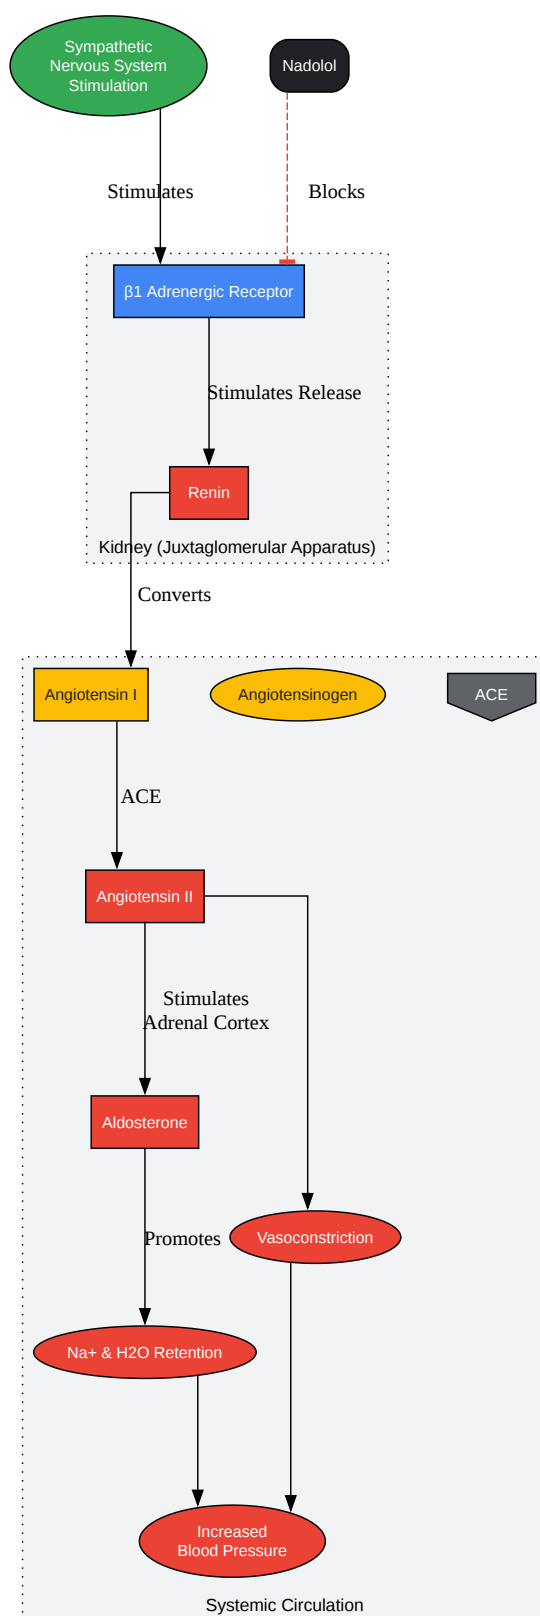 Sympathetic
Nervous System
Stimulation
Nadolol
Stimulates
Blocks
β1 Adrenergic Receptor
Stimulates Release
Renin
Kidney (Juxtaglomerular Apparatus)
Converts
Angiotensin I
Angiotensinogen
ACE
ACE
Angiotensin II
Stimulates
Adrenal Cortex
Aldosterone
Promotes
Vasoconstriction
Na+ & H2O Retention
Increased
Blood Pressure
Systemic Circulation